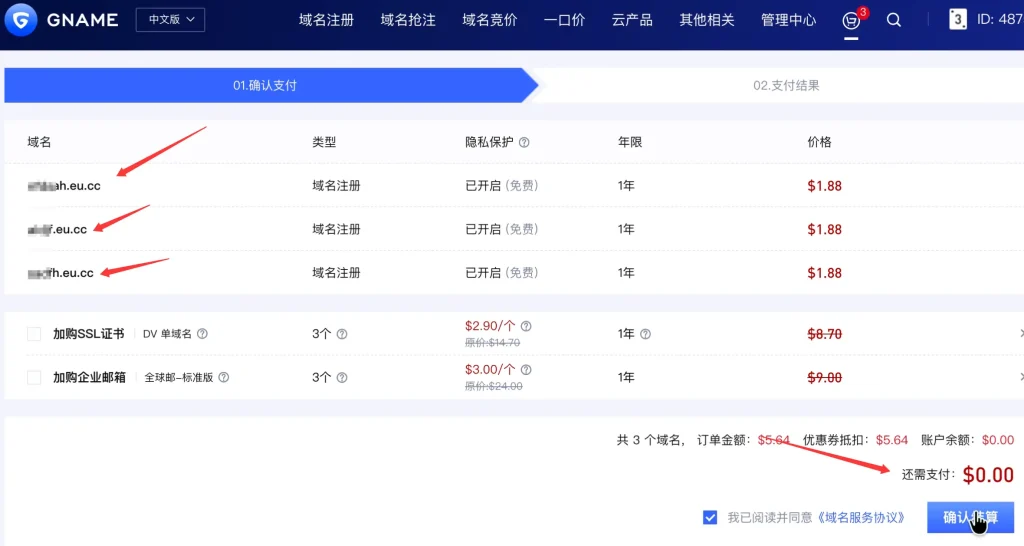 GNAME 中文版 域名注册 域名抢注 域名竞价 一口价 云产品 其他相关 管理中心 3 3 ID: 487
01.确认支付 02.支付结果
域名 类型 隐私保护 年限 价格
ah.eu.cc 域名注册 已开启 (免费) 1年 $1.88
.eu.cc 域名注册 已开启 (免费) 1年 $1.88
fh.eu.cc 域名注册 已开启 (免费) 1年 $1.88
加购SSL证书 DV 单域名 3个 $2.90/个 1年 $8.70
原价:$14.70
加购企业邮箱 全球邮-标准版 3个 $3.00/个 1年 $9.00
原价:$24.00
共 3 个域名, 订单金额: $5.64 优惠券抵扣: $5.64 账户余额: $0.00
还需支付: $0.00
我已阅读并同意《域名服务协议》 确认结算